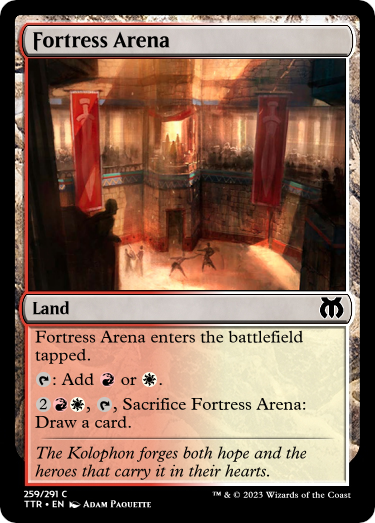 Fortress Arena
Land
Fortress Arena enters the battlefield
tapped.
: Add or .
2 , , Sacrifice Fortress Arena:
Draw a card.
The Kolophon forges both hope and the
heroes that carry it in their hearts.
259/291 C
TTR • EN Adam Paquette
™ & © 2023 Wizards of the Coast